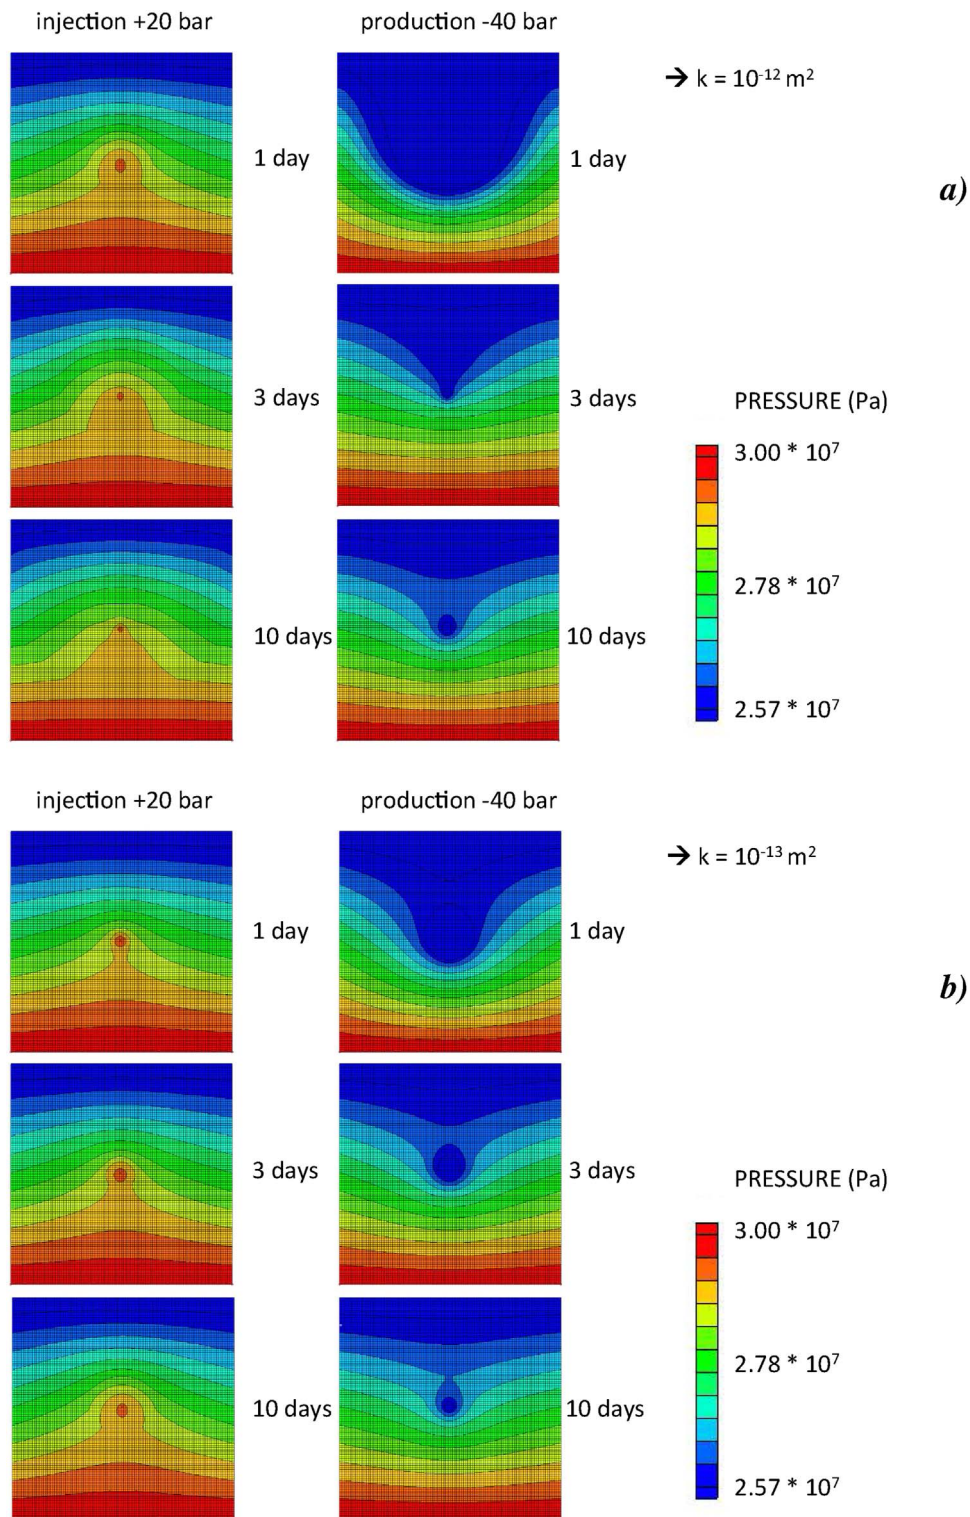 injection +20 bar
production -40 bar
→ k = 10⁻¹² m²
1 day
1 day
a)
3 days
3 days
PRESSURE (Pa)
3.00 * 10⁷
2.78 * 10⁷
2.57 * 10⁷
10 days
10 days
injection +20 bar
production -40 bar
→ k = 10⁻¹³ m²
1 day
1 day
b)
3 days
3 days
PRESSURE (Pa)
3.00 * 10⁷
2.78 * 10⁷
2.57 * 10⁷
10 days
10 days